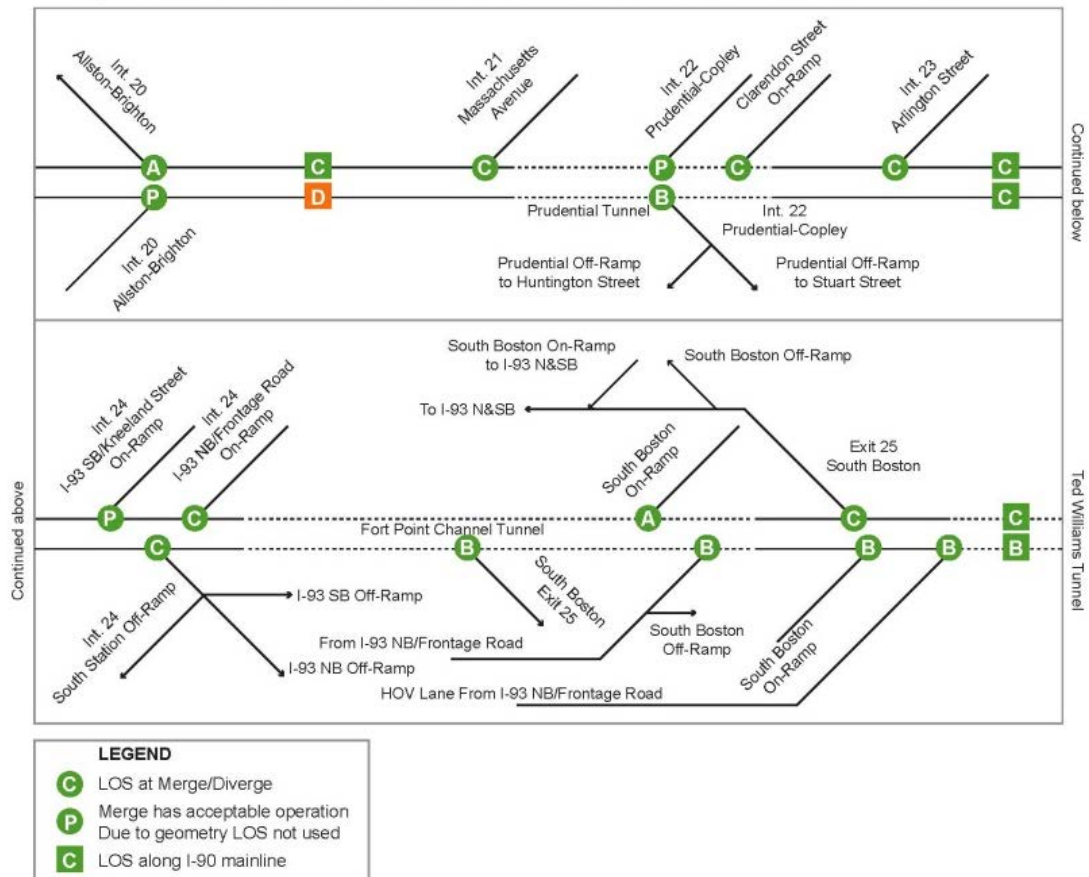 Int. 20
Allston-Brighton
Int. 21
Massachusetts
Avenue
Int. 22
Prudential-Copley
Clarendon Street
On-Ramp
Int. 23
Arlington Street
A
C
C
P
C
C
C
P
D
B
C
Int. 20
Allston-Brighton
Prudential Tunnel
Int. 22
Prudential-Copley
Prudential Off-Ramp
to Huntington Street
Prudential Off-Ramp
to Stuart Street
Continued below
Continued above
Int. 24
I-93 SB/Kneeland Street
On-Ramp
Int. 24
I-93 NB/Frontage Road
On-Ramp
South Boston On-Ramp
to I-93 N&SB
South Boston Off-Ramp
To I-93 N&SB
South Boston
On-Ramp
Exit 25
South Boston
P
C
A
C
C
Fort Point Channel Tunnel
C
B
B
B
B
B
Int. 24
South Station Off-Ramp
I-93 SB Off-Ramp
I-93 NB Off-Ramp
South Boston
Exit 25
From I-93 NB/Frontage Road
South Boston
Off-Ramp
South Boston
On-Ramp
HOV Lane From I-93 NB/Frontage Road
Ted Williams Tunnel
LEGEND
C LOS at Merge/Diverge
P Merge has acceptable operation
Due to geometry LOS not used
C LOS along I-90 mainline